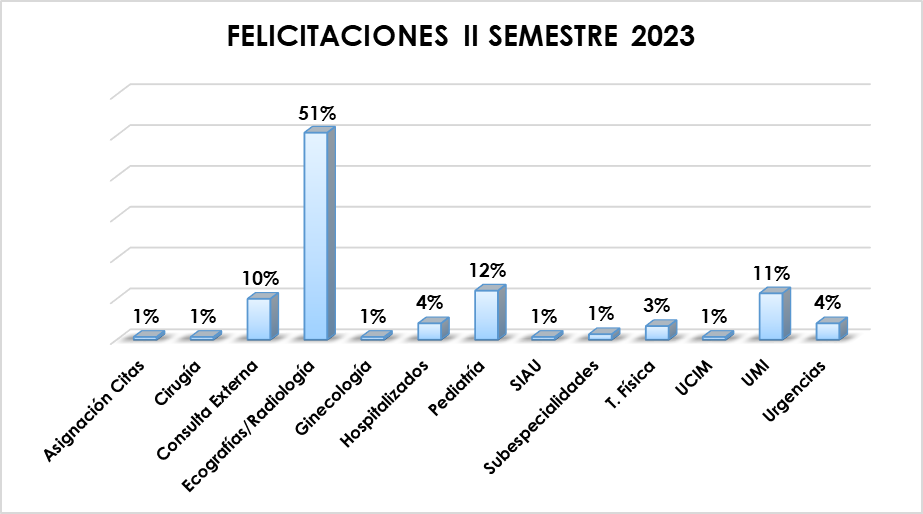 FELICITACIONES II SEMESTRE 2023
1%
1%
10%
51%
1%
4%
12%
1%
1%
3%
1%
11%
4%
Asignación Citas
Cirugía
Consulta Externa
Ecografías/Radiología
Ginecología
Hospitalizados
Pediatría
SIAU
Subespecialidades
T. Física
UCIM
UMI
Urgencias